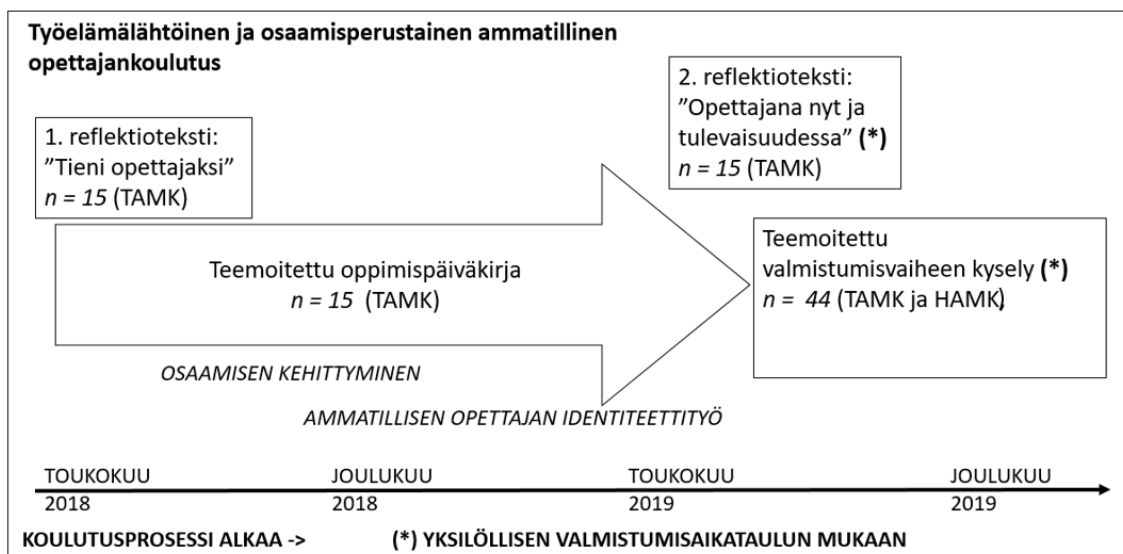 Työelämälähtöinen ja osaamisperustainen ammatillinen
opettajankoulutus
1. reflektioteksti:
”Tieni opettajaksi”
n = 15 (TAMK)
2. reflektioteksti:
”Opettajana nyt ja
tulevaisuudessa” (*)
n = 15 (TAMK)
Teemoitettu oppimispäiväkirja
n = 15 (TAMK)
Teemoitettu
valmistumisvaiheen kysely (*)
n = 44 (TAMK ja HAMK)
OSAAMISEN KEHITTYMINEN
AMMATILLISEN OPETTAJAN IDENTITEETTITYÖ
TOUKOKUU
2018
JOULUKUU
2018
TOUKOKUU
2019
JOULUKUU
2019
KOULUTUSPROSESSI ALKAA ->
(*) YKSILÖLLISEN VALMISTUMISAIKATAULUN MUKAAN